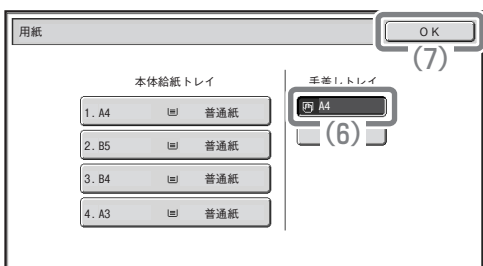 用紙
OK
(7)
本体給紙トレイ
手差しトレイ
1. A4 普通紙
A4
(6)
2. B5 普通紙
3. B4 普通紙
4. A3 普通紙